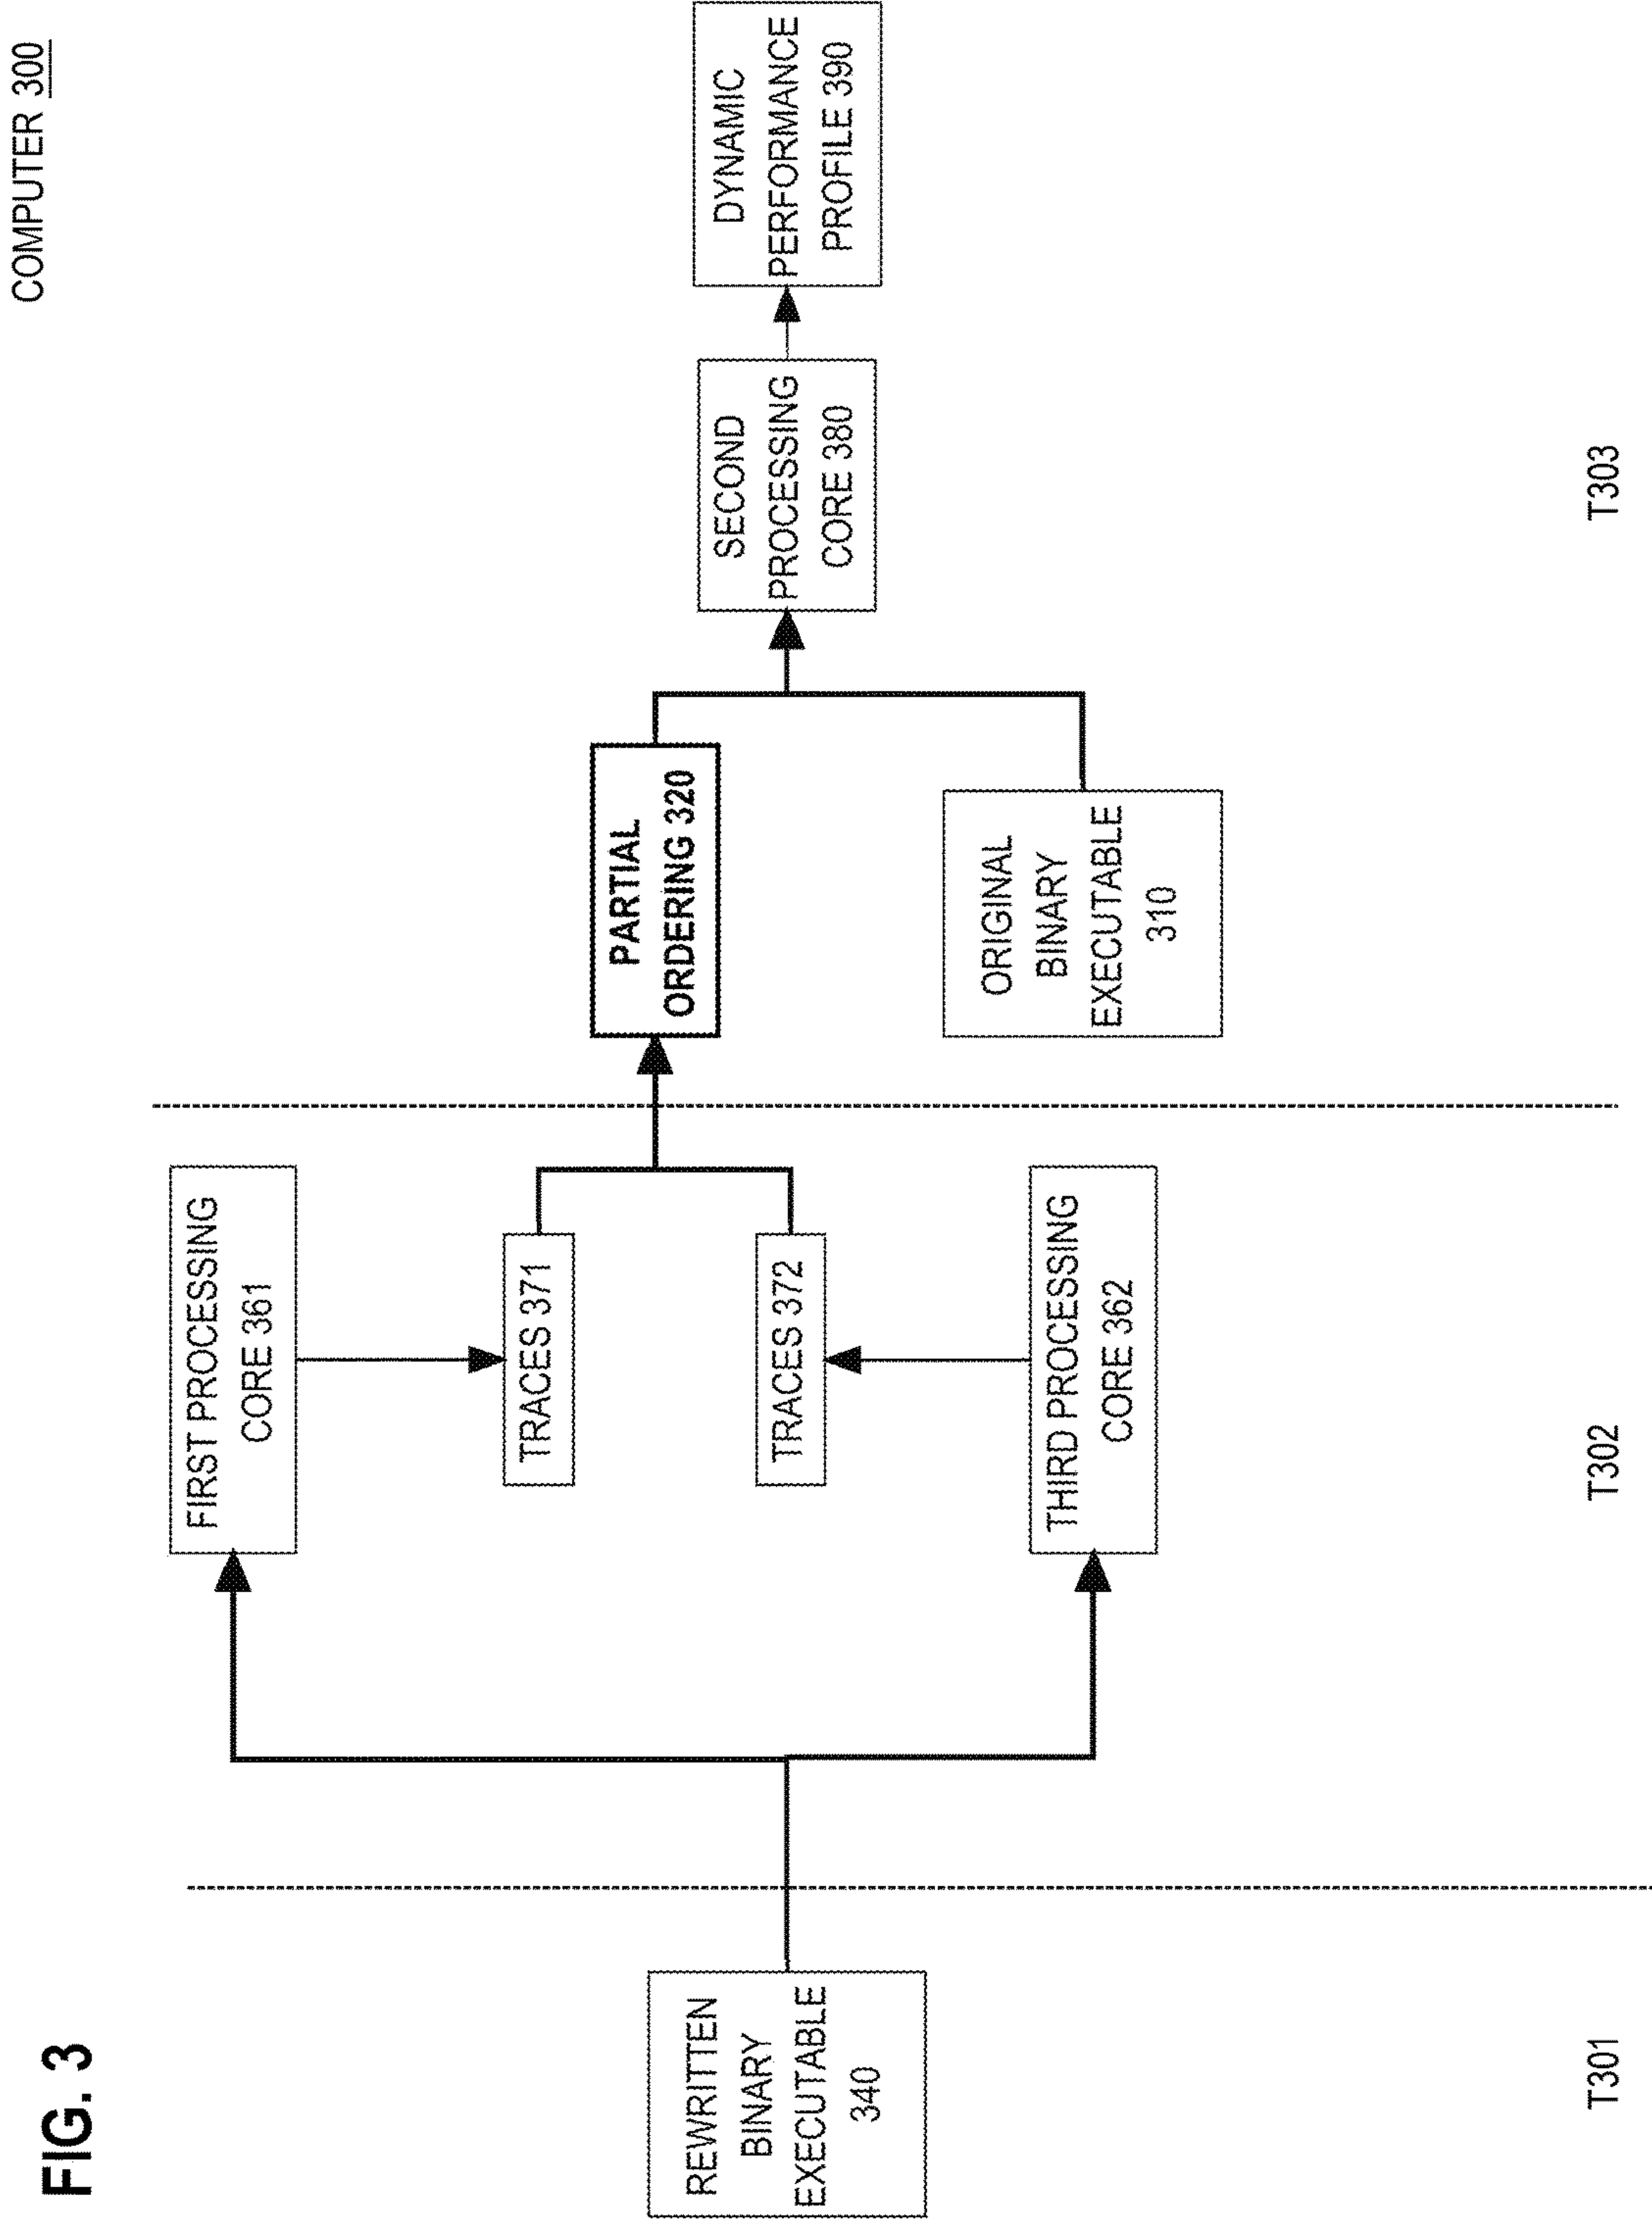 FIG. 3
COMPUTER 300
REWRITTEN
BINARY
EXECUTABLE
340
FIRST PROCESSING
CORE 361
TRACES 371
TRACES 372
THIRD PROCESSING
CORE 362
PARTIAL
ORDERING 320
ORIGINAL
BINARY
EXECUTABLE
310
SECOND
PROCESSING
CORE 380
DYNAMIC
PERFORMANCE
PROFILE 390
T301
T302
T303